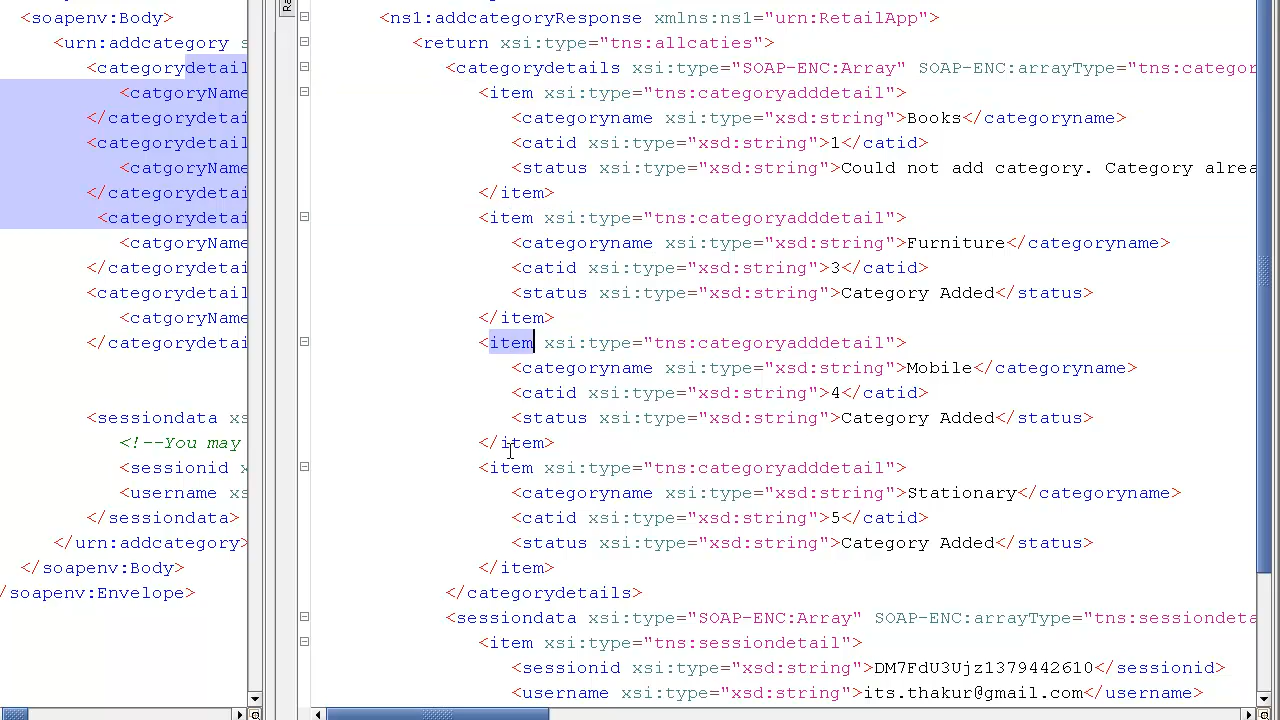 <soapenv:Body>
<urn:addcategory s
<categorydetail
<catgoryName
</categorydetai
<categorydetail
<catgoryName
</categorydetai
<categorydetai
<catgoryName
</categorydetai
<categorydetail
<catgoryName
</categorydetai
<sessiondata xs
<!--You may
<sessionid x
<username xs
</sessiondata>
</urn:addcategory>
</soapenv:Body>
/soapenv:Envelope>
Ra
<ns1:addcategoryResponse xmlns:ns1="urn:RetailApp">
<return xsi:type="tns:allcaties">
<categorydetails xsi:type="SOAP-ENC:Array" SOAP-ENC:arrayType="tns:categor
<item xsi:type="tns:categoryadddetail">
<categoryname xsi:type="xsd:string">Books</categoryname>
<catid xsi:type="xsd:string">1</catid>
<status xsi:type="xsd:string">Could not add category. Category alrea
</item>
<item xsi:type="tns:categoryadddetail">
<categoryname xsi:type="xsd:string">Furniture</categoryname>
<catid xsi:type="xsd:string">3</catid>
<status xsi:type="xsd:string">Category Added</status>
</item>
<item xsi:type="tns:categoryadddetail">
<categoryname xsi:type="xsd:string">Mobile</categoryname>
<catid xsi:type="xsd:string">4</catid>
<status xsi:type="xsd:string">Category Added</status>
</item>
<item xsi:type="tns:categoryadddetail">
<categoryname xsi:type="xsd:string">Stationary</categoryname>
<catid xsi:type="xsd:string">5</catid>
<status xsi:type="xsd:string">Category Added</status>
</item>
</categorydetails>
<sessiondata xsi:type="SOAP-ENC:Array" SOAP-ENC:arrayType="tns:sessiondeta
<item xsi:type="tns:sessiondetail">
<sessionid xsi:type="xsd:string">DM7FdU3Ujz1379442610</sessionid>
<username xsi:type="xsd:string">its.thakur@gmail.com</username>